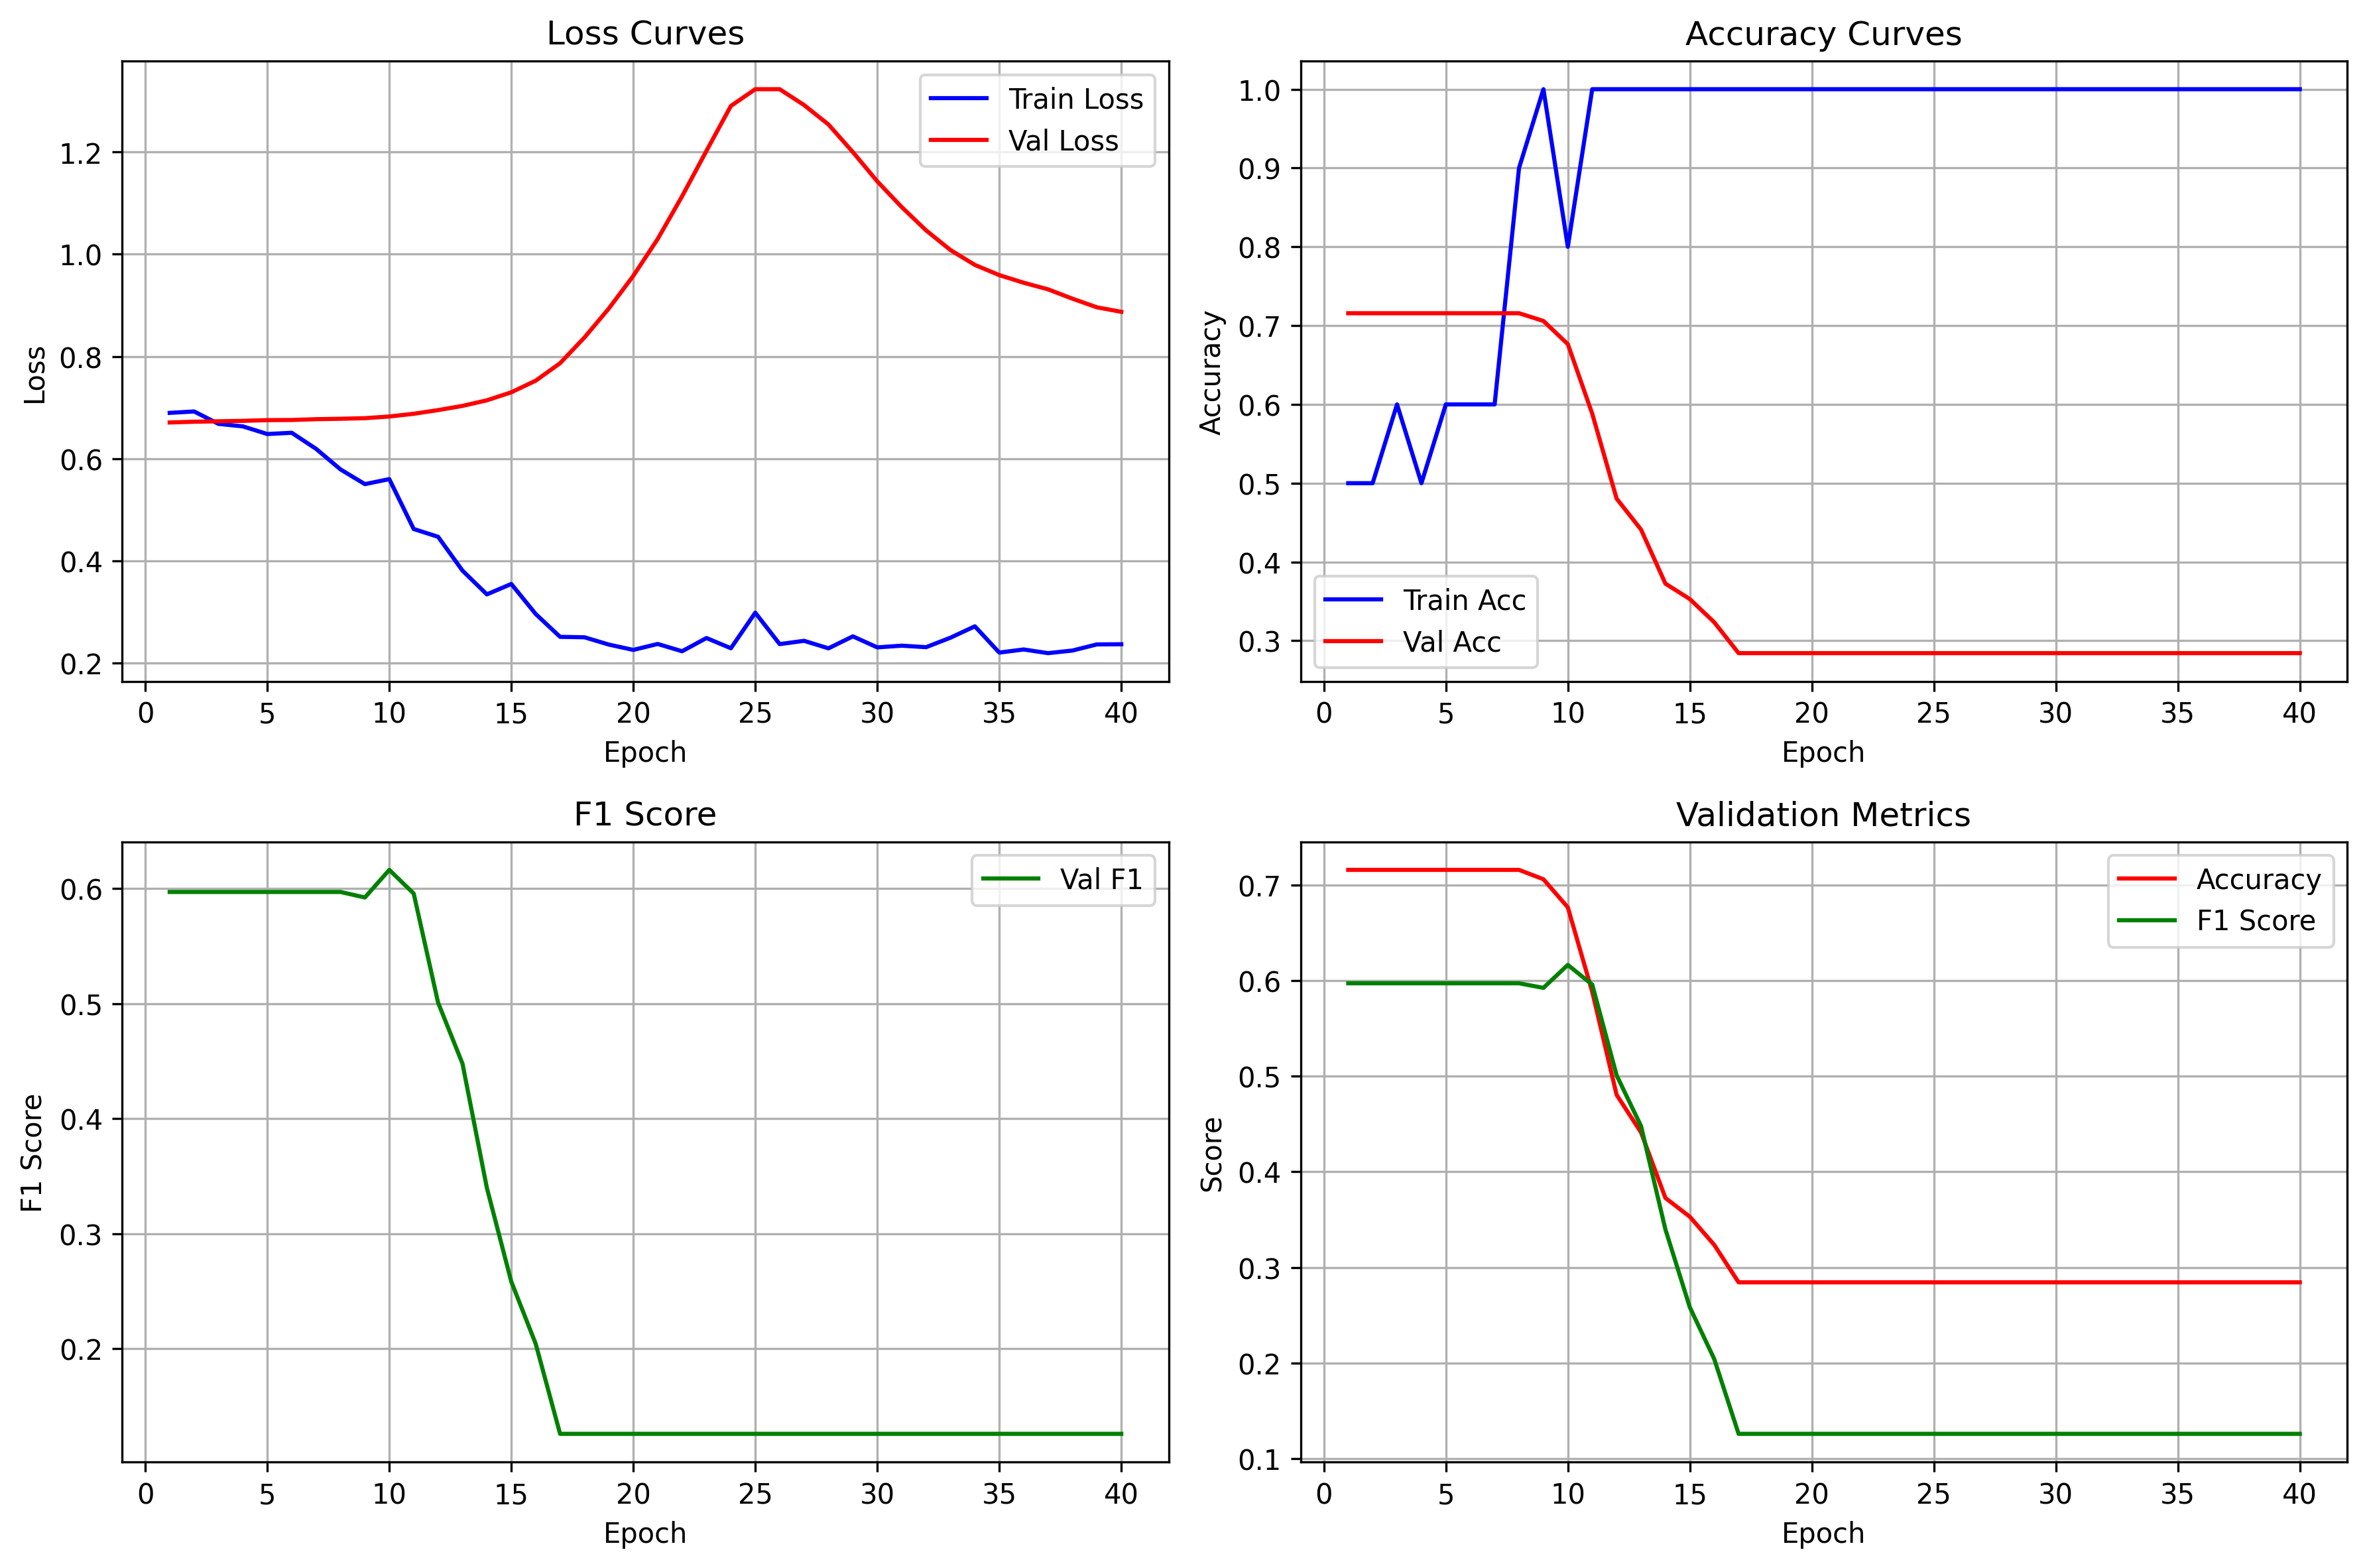 Loss Curves
Train Loss
Val Loss
1.2
1.0
0.8
0.6
0.4
0.2
Loss
0 5 10 15 20 25 30 35 40
Epoch
Accuracy Curves
Train Acc
Val Acc
1.0
0.9
0.8
0.7
0.6
0.5
0.4
0.3
Accuracy
0 5 10 15 20 25 30 35 40
Epoch
F1 Score
Val F1
0.6
0.5
0.4
0.3
0.2
F1 Score
0 5 10 15 20 25 30 35 40
Epoch
Validation Metrics
Accuracy
F1 Score
0.7
0.6
0.5
0.4
0.3
0.2
0.1
Score
0 5 10 15 20 25 30 35 40
Epoch